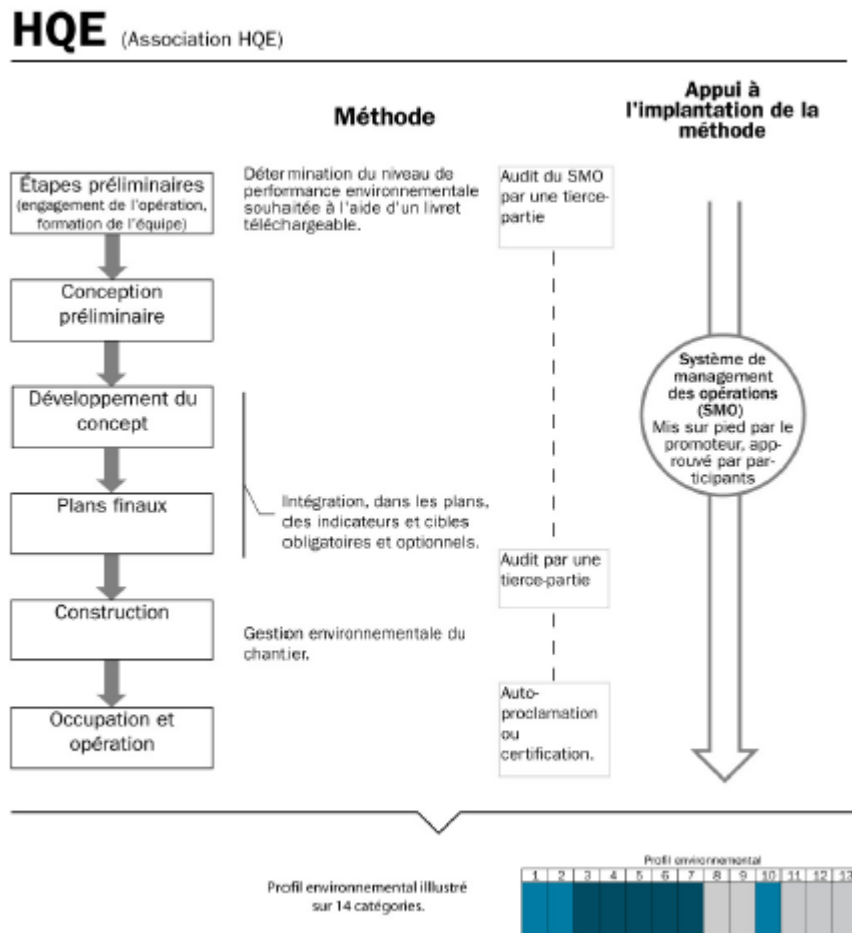 HQE (Association HQE)
Méthode
Appui à
l'implantation de la
méthode
Étapes préliminaires
(engagement de l'opération,
formation de l'équipe)
Détermination du niveau de
performance environnementale
souhaitée à l'aide d'un livret
téléchargeable.
Audit du SMO
par une tierce-
partie
Conception
préliminaire
Système de
management
des opérations
(SMO)
Mis sur pied par le
promoteur, app-
rouvé par par-
ticipants
Développement du
concept
Plans finaux
Intégration, dans les plans,
des indicateurs et cibles
obligatoires et optionnels.
Audit par une
tierce-partie
Construction
Gestion environnementale du
chantier.
Occupation et
opération
Auto-
proclamation
ou
certification.
Profil environnemental illlustré
sur 14 catégories.
Profil environnemental
1 2 3 4 5 6 7 8 9 10 11 12 13